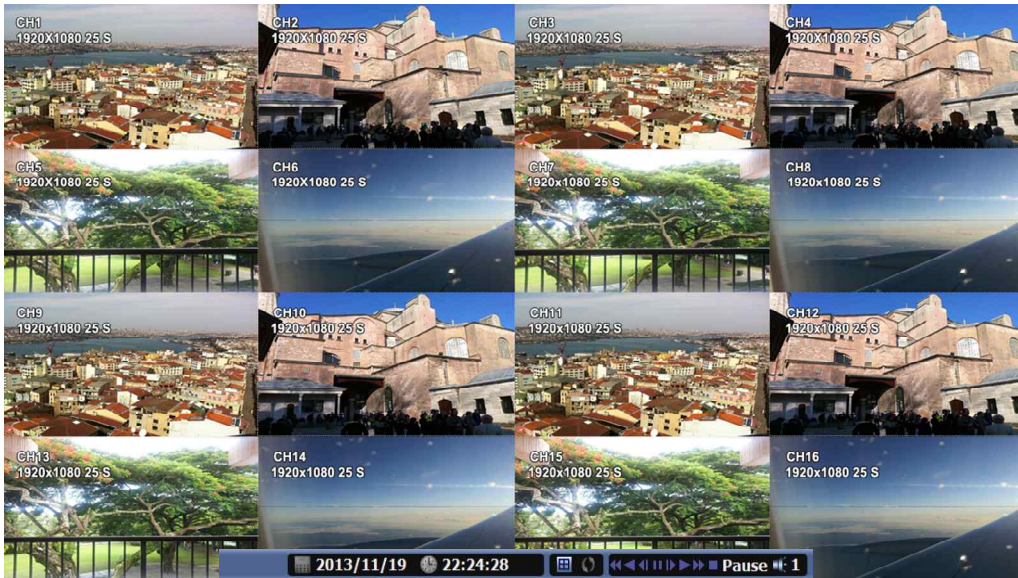 CH1
1920X1080 25 S
CH2
1920X1080 25 S
CH3
1920X1080 25 S
CH4
1920X1080 25 S
CH5
1920X1080 25 S
CH6
1920X1080 25 S
CH7
1920x1080 25 S
CH8
1920x1080 25 S
CH9
1920x1080 25 S
CH10
1920x1080 25 S
CH11
1920x1080 25 S
CH12
1920x1080 25 S
CH13
1920x1080 25 S
CH14
1920x1080 25 S
CH15
1920x1080 25 S
CH16
1920x1080 25 S
2013/11/19 22:24:28 Pause 1